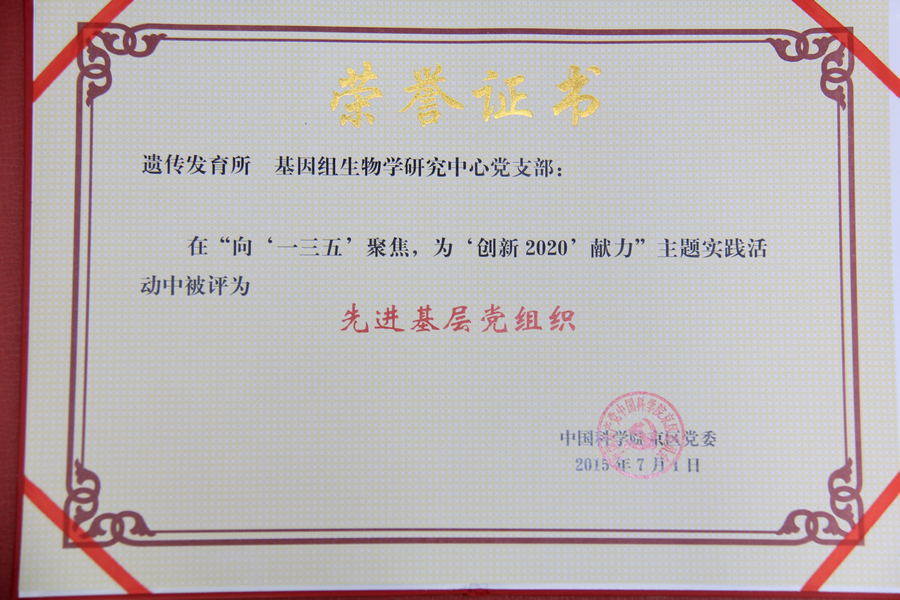 荣誉证书
遗传发育所 基因组生物学研究中心党支部：
在“向‘一三五’聚焦，为‘创新2020’献力”主题实践活
动中被评为
先进基层党组织
中国科学院京区党委
2015年7月1日